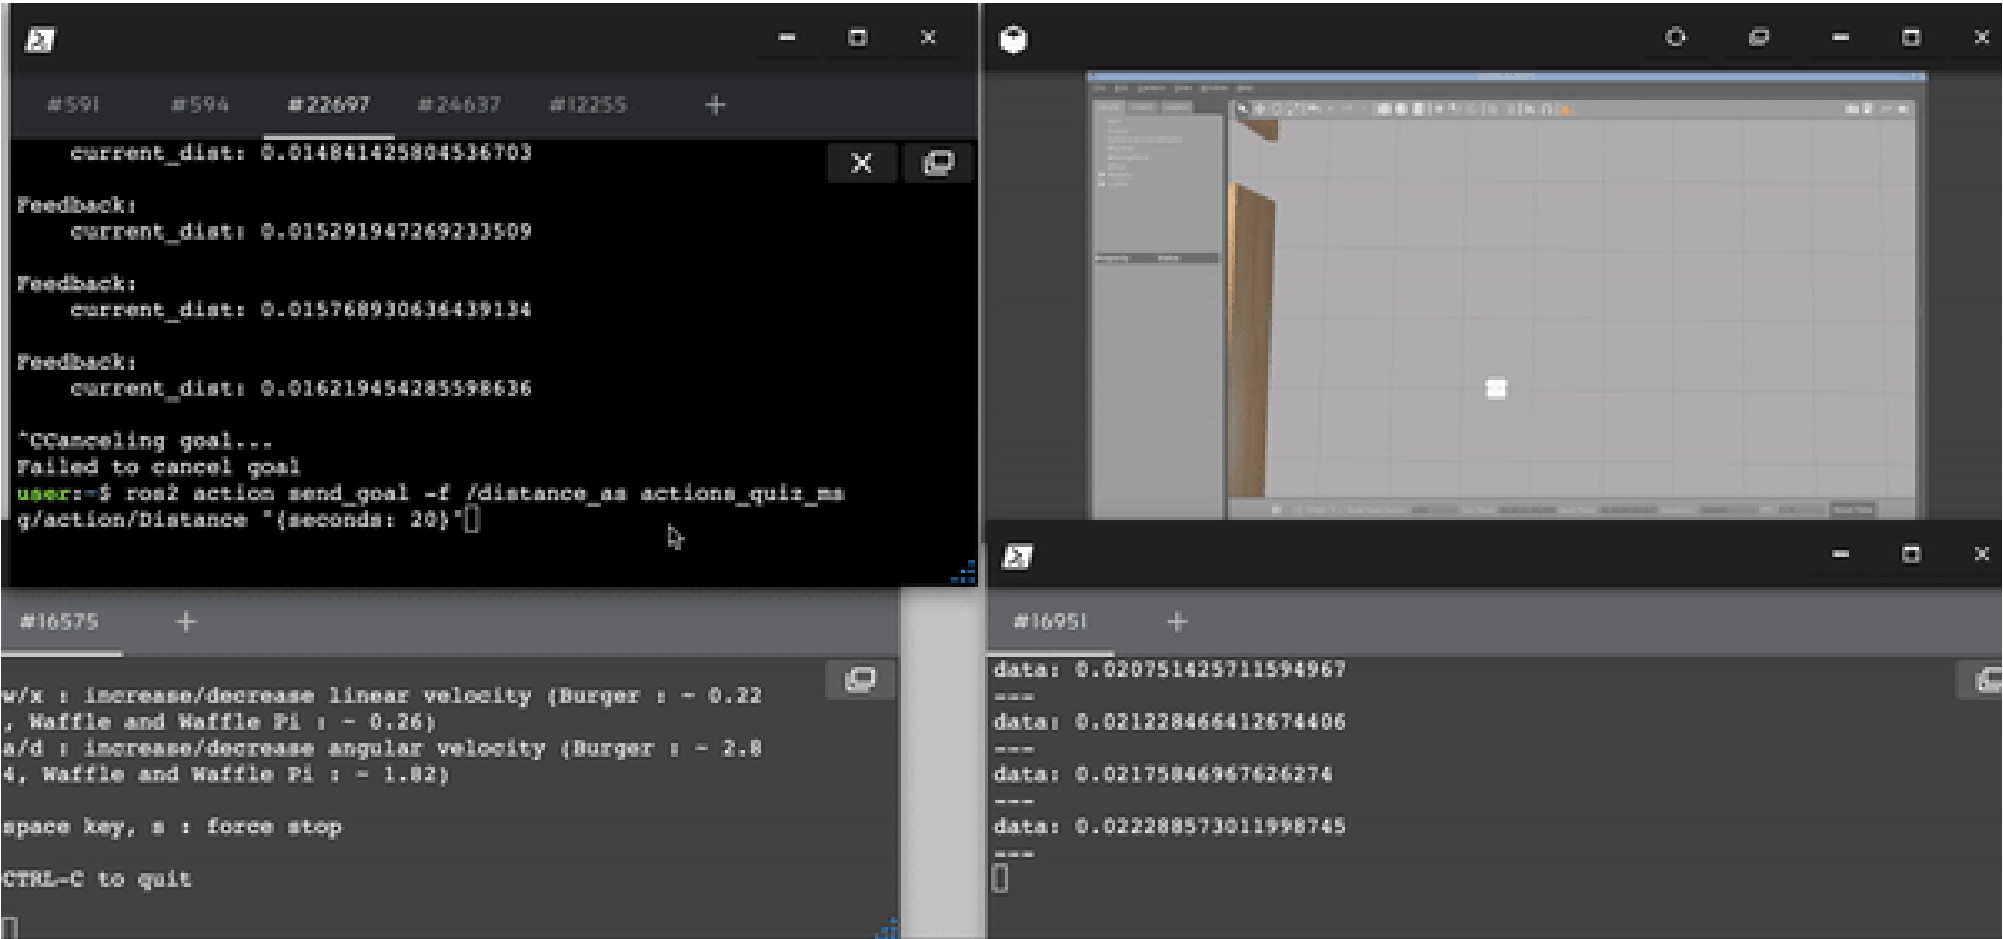 #591 #594 #22697 #24637 #12255 +
current_dist: 0.014841425804536703
Feedback:
current_dist: 0.015291947269233509
Feedback:
current_dist: 0.015768930636439134
Feedback:
current_dist: 0.016219454285598636
^CCanceling goal...
Failed to cancel goal
user:~$ ros2 action send_goal -f /distance_as actions_quiz_ms
g/action/Distance "{seconds: 20}"
#16575 +
w/x : increase/decrease linear velocity (Burger : ~ 0.22
, Waffle and Waffle Pi : ~ 0.26)
a/d : increase/decrease angular velocity (Burger : ~ 2.8
4, Waffle and Waffle Pi : ~ 1.82)
space key, s : force stop
CTRL-C to quit
#16951 +
data: 0.020751425711594967
---
data: 0.021228466412674406
---
data: 0.02175846967626274
---
data: 0.0222885730119987​45
---